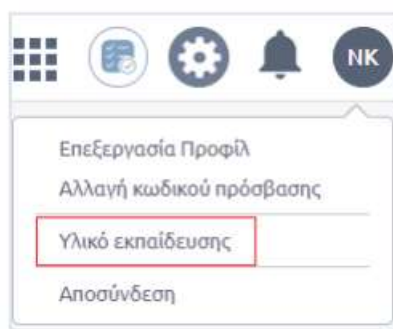 NK
Επεξεργασία Προφίλ
Αλλαγή κωδικού πρόσβασης
Υλικό εκπαίδευσης
Αποσύνδεση